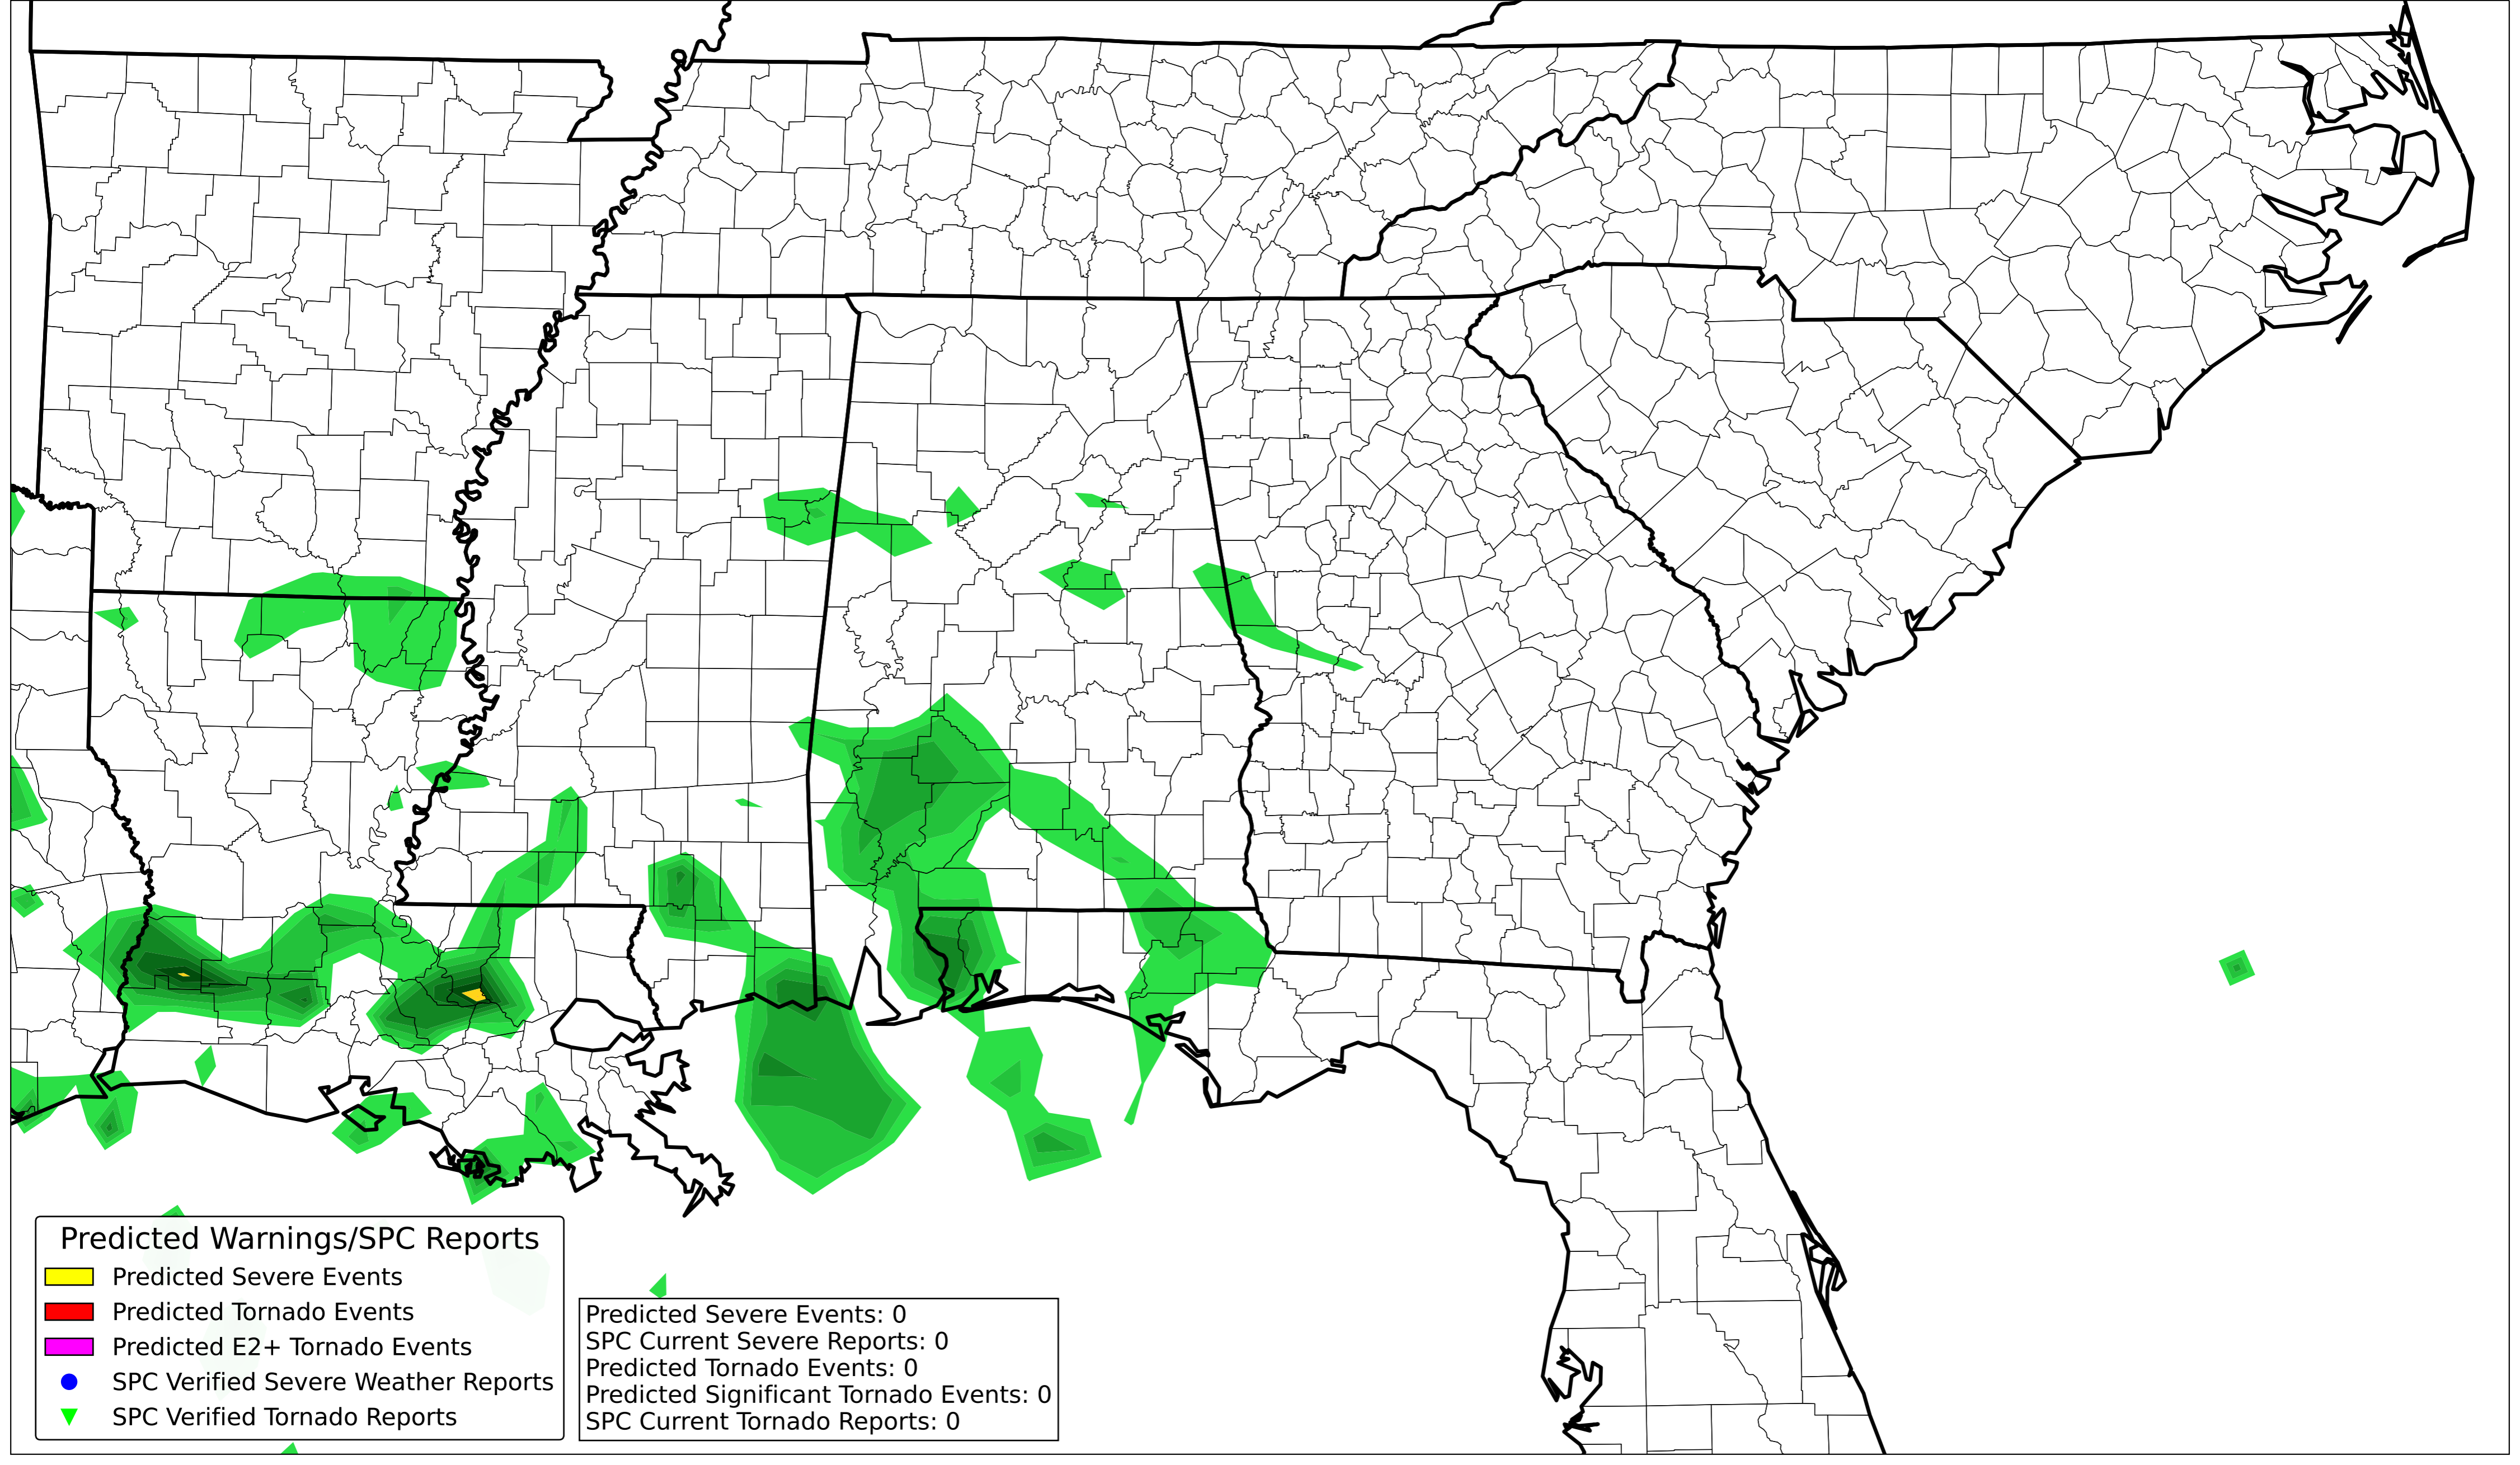 Predicted Warnings/SPC Reports
Predicted Severe Events
Predicted Tornado Events
Predicted E2+ Tornado Events
SPC Verified Severe Weather Reports
SPC Verified Tornado Reports
Predicted Severe Events: 0
SPC Current Severe Reports: 0
Predicted Tornado Events: 0
Predicted Significant Tornado Events: 0
SPC Current Tornado Reports: 0